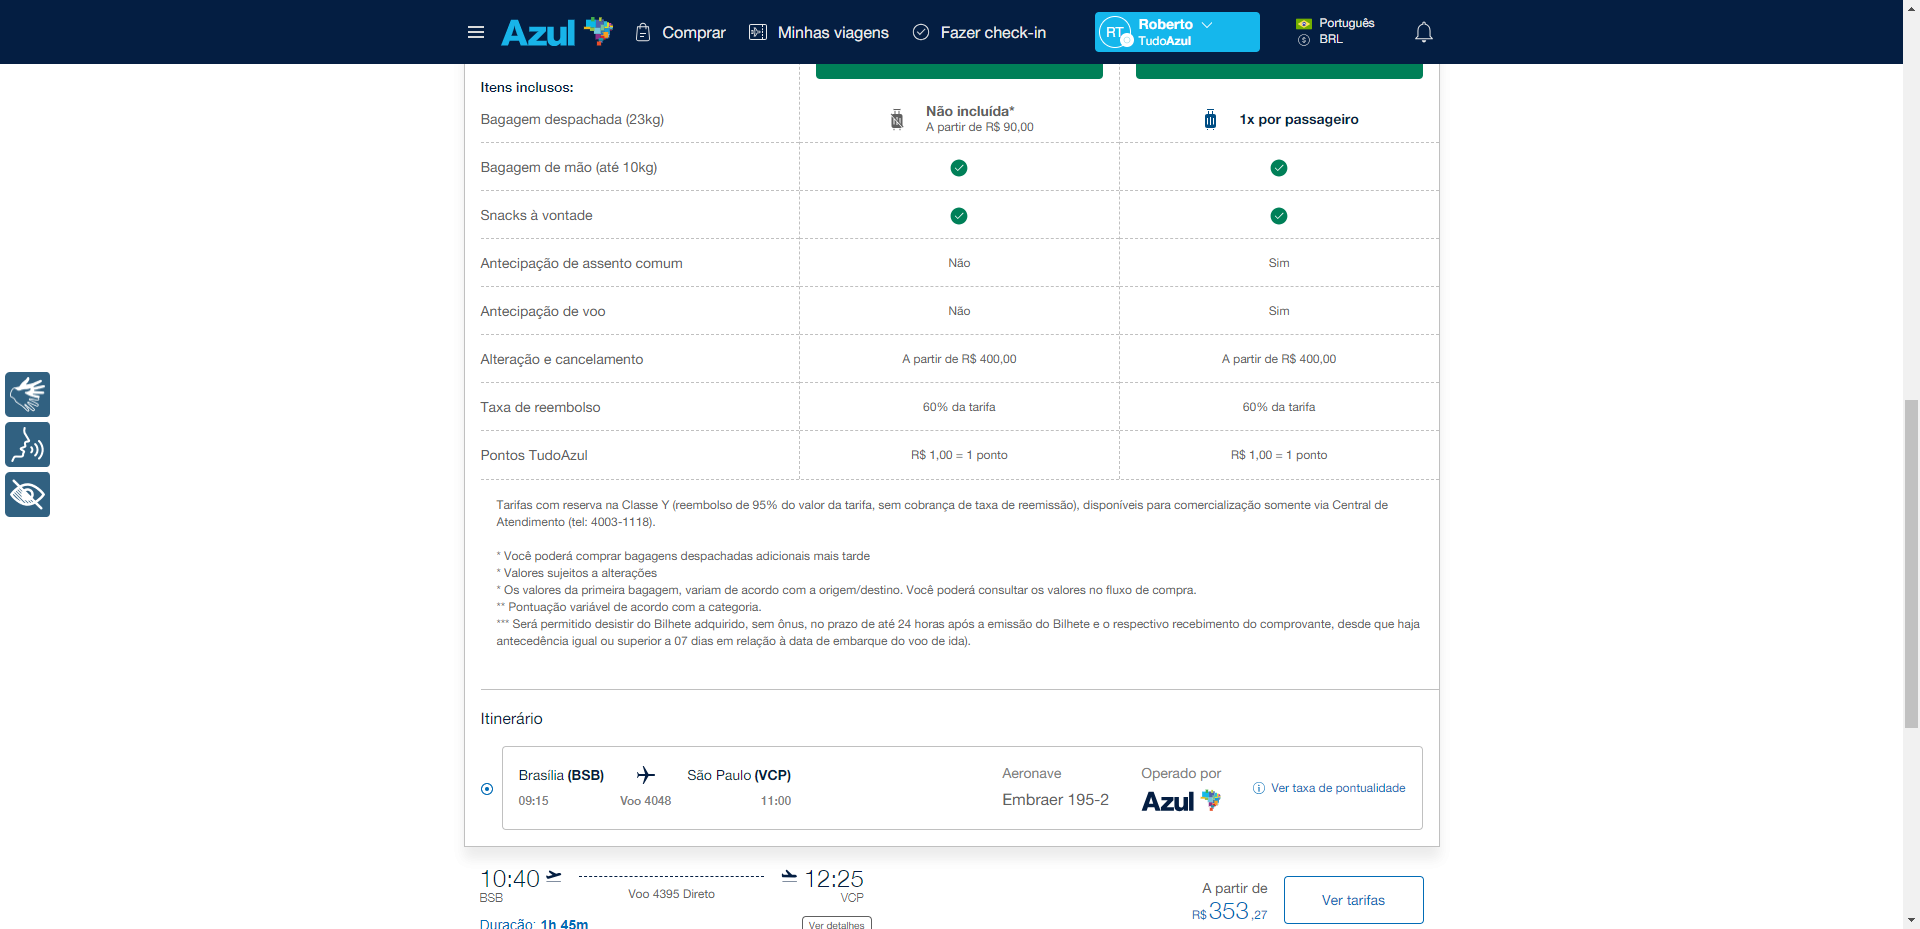 Azul
Comprar
Minhas viagens
Fazer check-in
RT
Roberto
TudoAzul
Português
BRL
Itens inclusos:
Bagagem despachada (23kg)
Não incluída*
A partir de R$ 90,00
1x por passageiro
Bagagem de mão (até 10kg)
Snacks à vontade
Antecipação de assento comum
Não
Sim
Antecipação de voo
Não
Sim
Alteração e cancelamento
A partir de R$ 400,00
A partir de R$ 400,00
Taxa de reembolso
60% da tarifa
60% da tarifa
Pontos TudoAzul
R$ 1,00 = 1 ponto
R$ 1,00 = 1 ponto
Tarifas com reserva na Classe Y (reembolso de 95% do valor da tarifa, sem cobrança de taxa de reemissão), disponíveis para comercialização somente via Central de
Atendimento (tel: 4003-1118).
* Você poderá comprar bagagens despachadas adicionais mais tarde
* Valores sujeitos a alterações
* Os valores da primeira bagagem, variam de acordo com a origem/destino. Você poderá consultar os valores no fluxo de compra.
** Pontuação variável de acordo com a categoria.
*** Será permitido desistir do Bilhete adquirido, sem ônus, no prazo de até 24 horas após a emissão do Bilhete e o respectivo recebimento do comprovante, desde que haja
antecedência igual ou superior a 07 dias em relação à data de embarque do voo de ida).
Itinerário
Brasília (BSB)
São Paulo (VCP)
09:15
Voo 4048
11:00
Aeronave
Embraer 195-2
Operado por
Azul
Ver taxa de pontualidade
10:40
BSB
Voo 4395 Direto
12:25
VCP
Duração: 1h 45m
Ver detalhes
A partir de
R$ 353,27
Ver tarifas